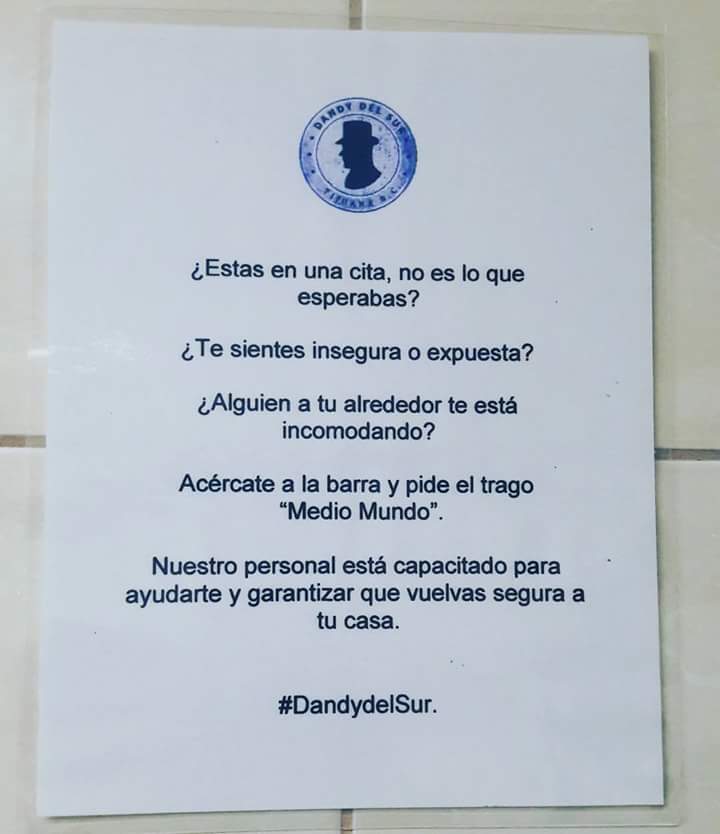 DANDY DEL SUR
TIJUANA B.C.
¿Estas en una cita, no es lo que
esperabas?
¿Te sientes insegura o expuesta?
¿Alguien a tu alrededor te está
incomodando?
Acércate a la barra y pide el trago
“Medio Mundo”.
Nuestro personal está capacitado para
ayudarte y garantizar que vuelvas segura a
tu casa.
#DandydelSur.